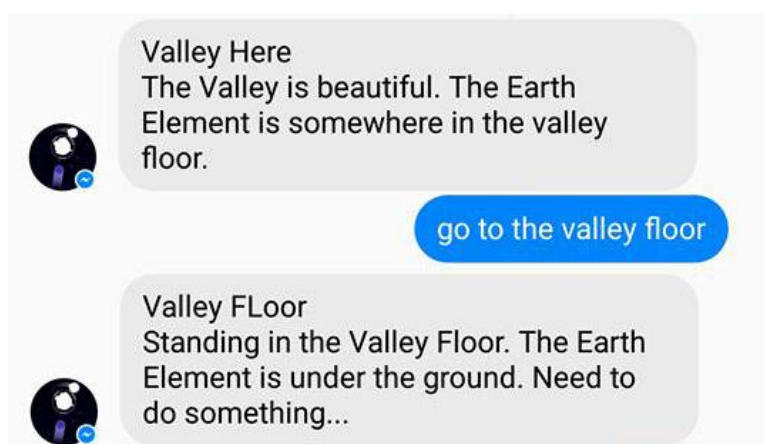 Valley Here
The Valley is beautiful. The Earth
Element is somewhere in the valley
floor.
go to the valley floor
Valley FLoor
Standing in the Valley Floor. The Earth
Element is under the ground. Need to
do something...